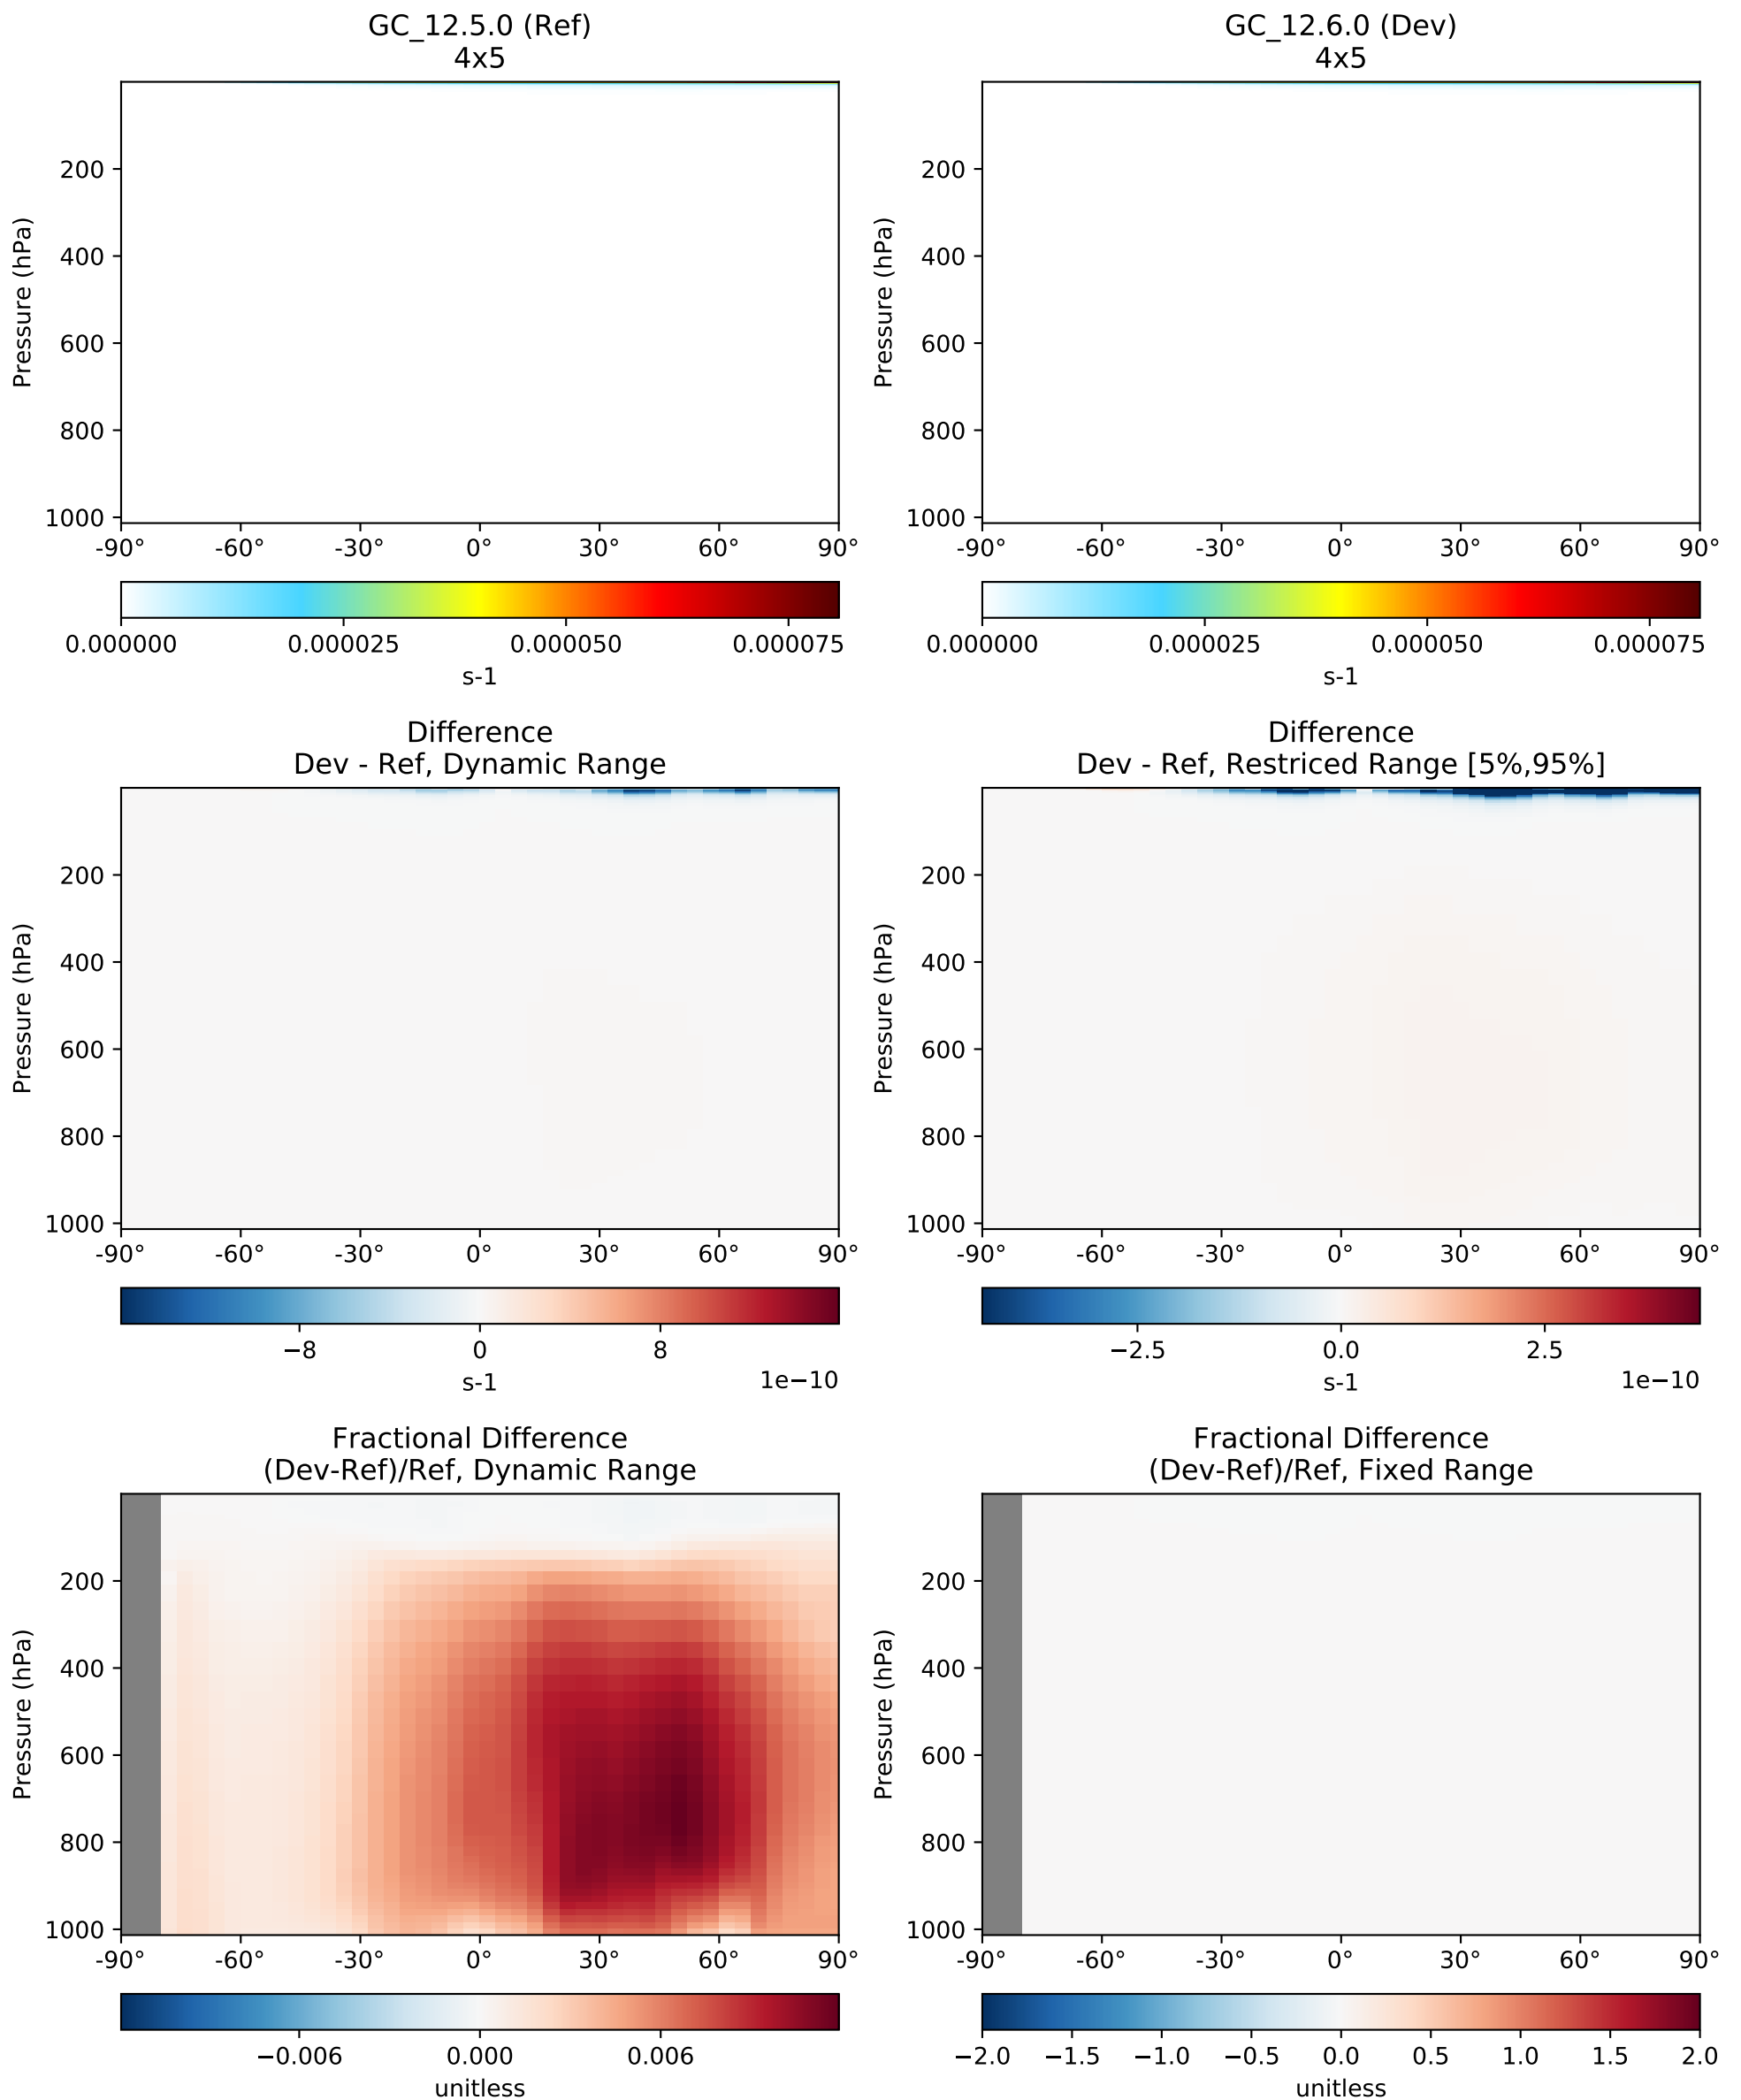 GC_12.5.0 (Ref)
4x5
Pressure (hPa)
200
400
600
800
1000
-90° -60° -30° 0° 30° 60° 90°
0.000000 0.000025 0.000050 0.000075
s-1
GC_12.6.0 (Dev)
4x5
Pressure (hPa)
200
400
600
800
1000
-90° -60° -30° 0° 30° 60° 90°
0.000000 0.000025 0.000050 0.000075
s-1
Difference
Dev - Ref, Dynamic Range
Pressure (hPa)
200
400
600
800
1000
-90° -60° -30° 0° 30° 60° 90°
−8 0 8
s-1 1e−10
Difference
Dev - Ref, Restriced Range [5%,95%]
Pressure (hPa)
200
400
600
800
1000
-90° -60° -30° 0° 30° 60° 90°
−2.5 0.0 2.5
s-1 1e−10
Fractional Difference
(Dev-Ref)/Ref, Dynamic Range
Pressure (hPa)
200
400
600
800
1000
-90° -60° -30° 0° 30° 60° 90°
−0.006 0.000 0.006
unitless
Fractional Difference
(Dev-Ref)/Ref, Fixed Range
Pressure (hPa)
200
400
600
800
1000
-90° -60° -30° 0° 30° 60° 90°
−2.0 −1.5 −1.0 −0.5 0.0 0.5 1.0 1.5 2.0
unitless